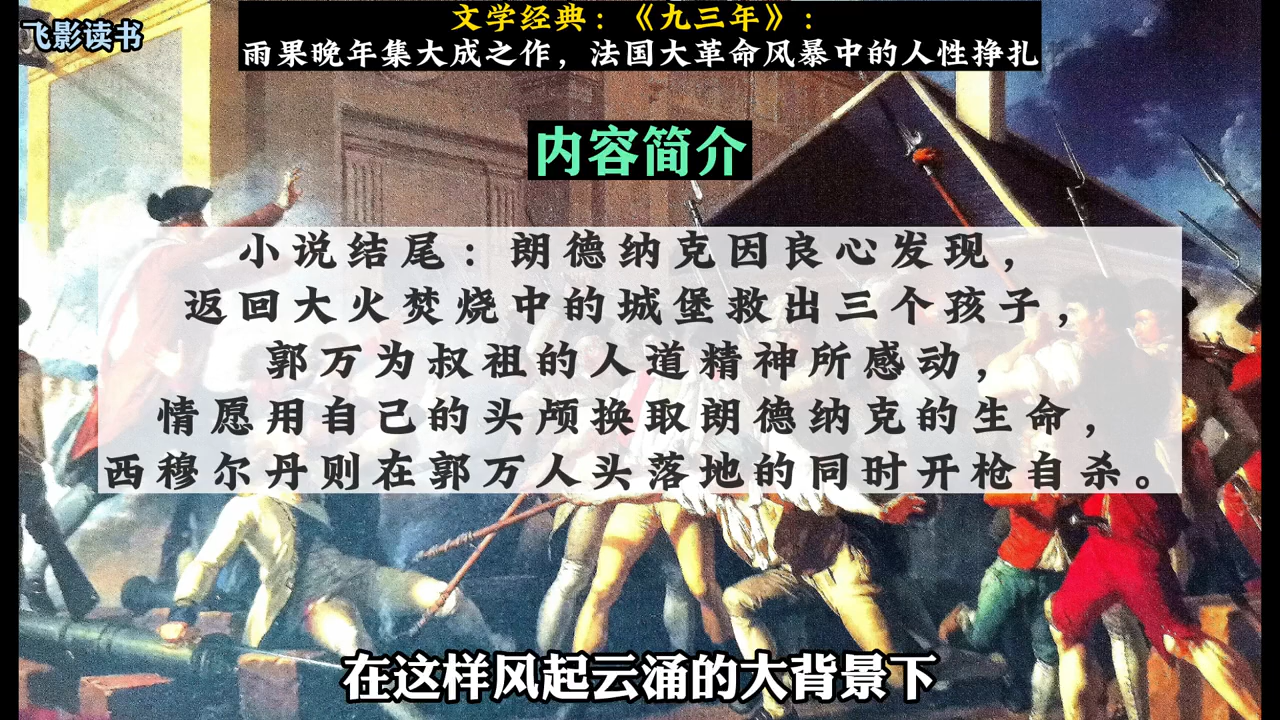 飞影读书
文学经典：《九三年》：
雨果晚年集大成之作，法国大革命风暴中的人性挣扎
内容简介
小说结尾：朗德纳克因良心发现，
返回大火焚烧中的城堡救出三个孩子，
郭万为叔祖的人道精神所感动，
情愿用自己的头颅换取朗德纳克的生命，
西穆尔丹则在郭万人头落地的同时开枪自杀。
在这样风起云涌的大背景下